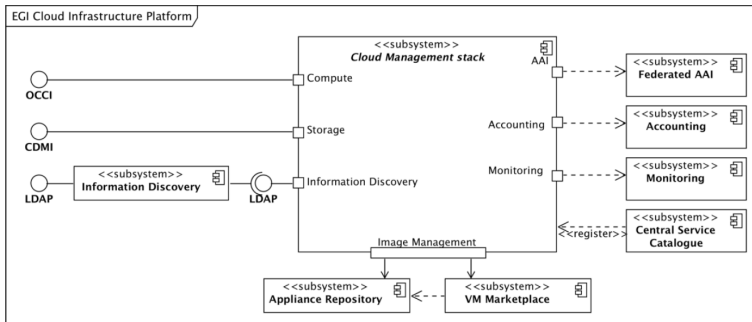 EGI Cloud Infrastructure Platform
<<subsystem>>
Cloud Management stack
AAI
<<subsystem>>
Federated AAI
OCCI
Compute
Accounting
<<subsystem>>
Accounting
CDMI
Storage
Monitoring
<<subsystem>>
Monitoring
LDAP
<<subsystem>>
Information Discovery
LDAP
Information Discovery
<<register>>
<<subsystem>>
Central Service
Catalogue
Image Management
<<subsystem>>
Appliance Repository
<<subsystem>>
VM Marketplace